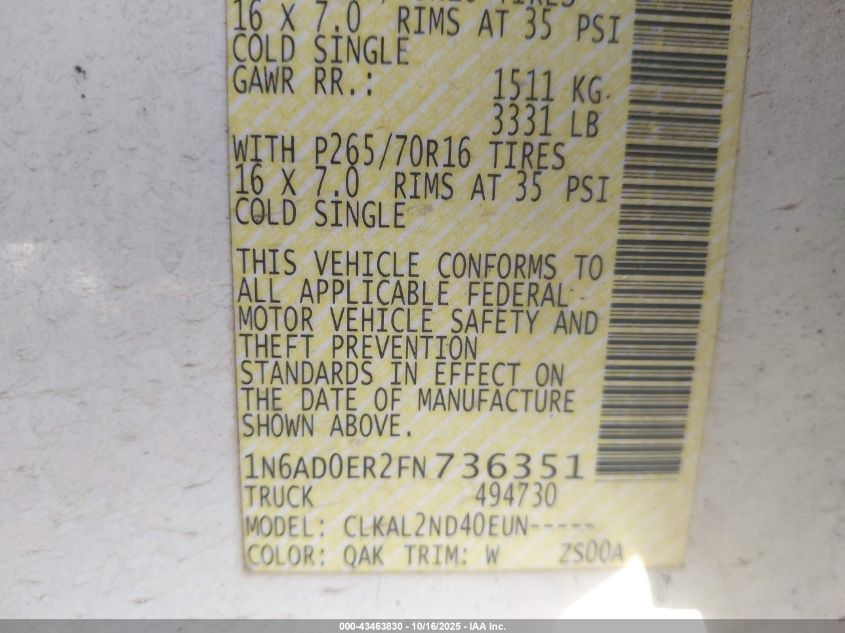 16 X 7.0 RIMS AT 35 PSI
COLD SINGLE
GAWR RR.: 1511 KG
3331 LB
WITH P265/70R16 TIRES
16 X 7.0 RIMS AT 35 PSI
COLD SINGLE
THIS VEHICLE CONFORMS TO
ALL APPLICABLE FEDERAL
MOTOR VEHICLE SAFETY AND
THEFT PREVENTION
STANDARDS IN EFFECT ON
THE DATE OF MANUFACTURE
SHOWN ABOVE.
1N6AD0ER2FN736351
TRUCK 494730
MODEL: CLKAL2ND40EUN-----
COLOR: QAK TRIM: W ZS00A
000-43463830 - 10/16/2025 - IAA Inc.